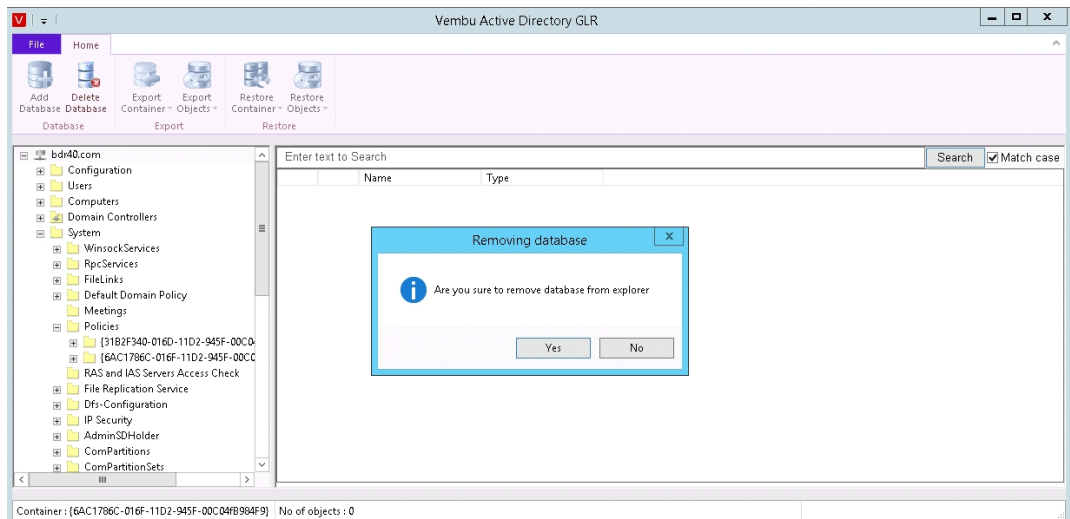 V
Vembu Active Directory GLR
File Home
Add Database
Delete Database
Export Container
Export Objects
Restore Container
Restore Objects
Database
Export
Restore
bdr40.com
Configuration
Users
Computers
Domain Controllers
System
WinsockServices
RpcServices
FileLinks
Default Domain Policy
Meetings
Policies
{31B2F340-016D-11D2-945F-00C04
{6AC1786C-016F-11D2-945F-00C0
RAS and IAS Servers Access Check
File Replication Service
Dfs-Configuration
IP Security
AdminSDHolder
ComPartitions
ComPartitionSets
Enter text to Search
Search
Match case
Name Type
Removing database
x
Are you sure to remove database from explorer
Yes No
Container : {6AC1786C-016F-11D2-945F-00C04fB984F9} No of objects : 0